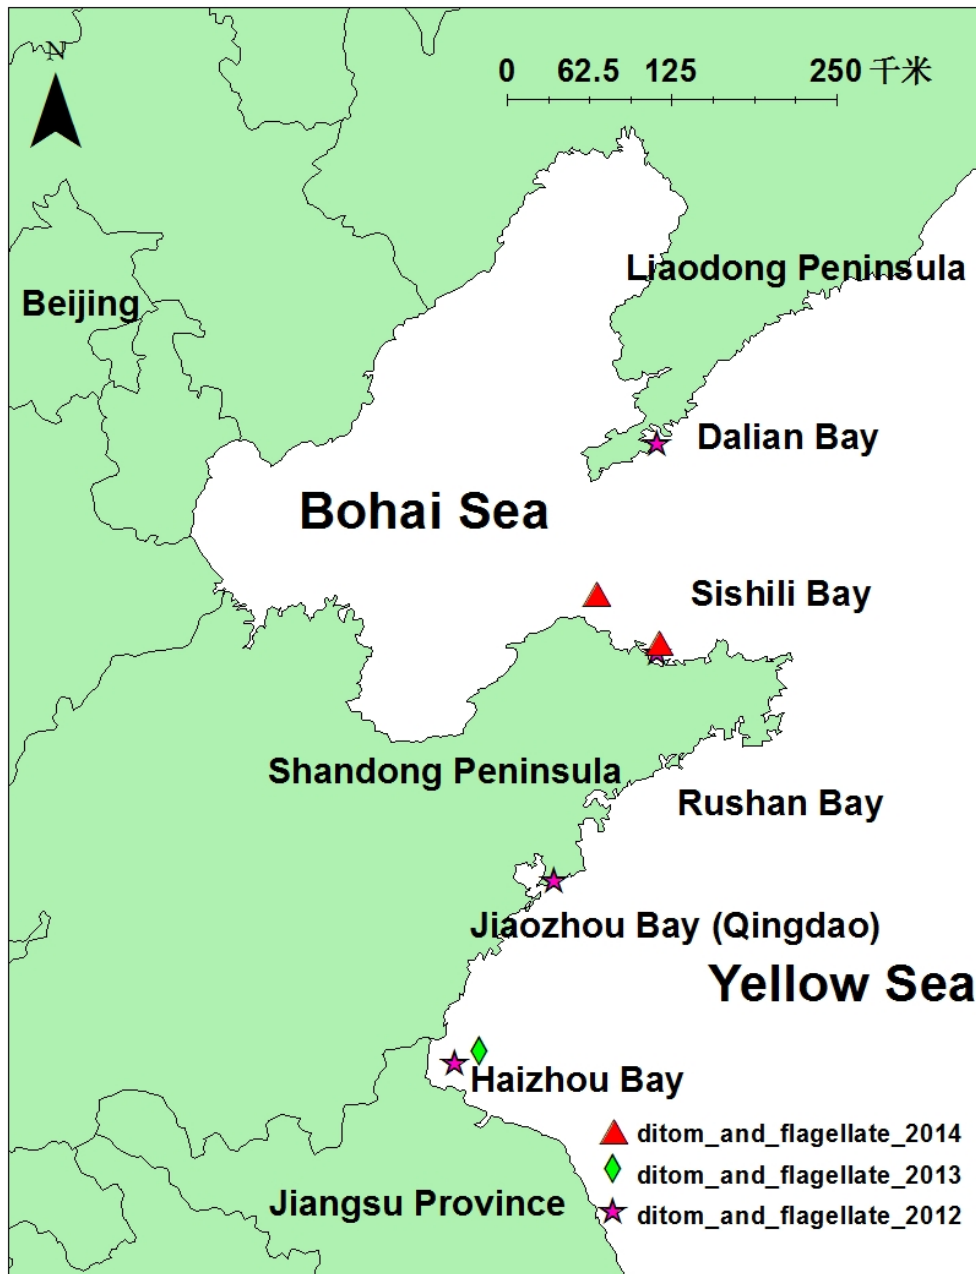 N
0 62.5 125 250 千米
Liaodong Peninsula
Beijing
Dalian Bay
Bohai Sea
Sishili Bay
Shandong Peninsula
Rushan Bay
Jiaozhou Bay (Qingdao)
Yellow Sea
Haizhou Bay
ditom_and_flagellate_2014
ditom_and_flagellate_2013
Jiangsu Province
ditom_and_flagellate_2012